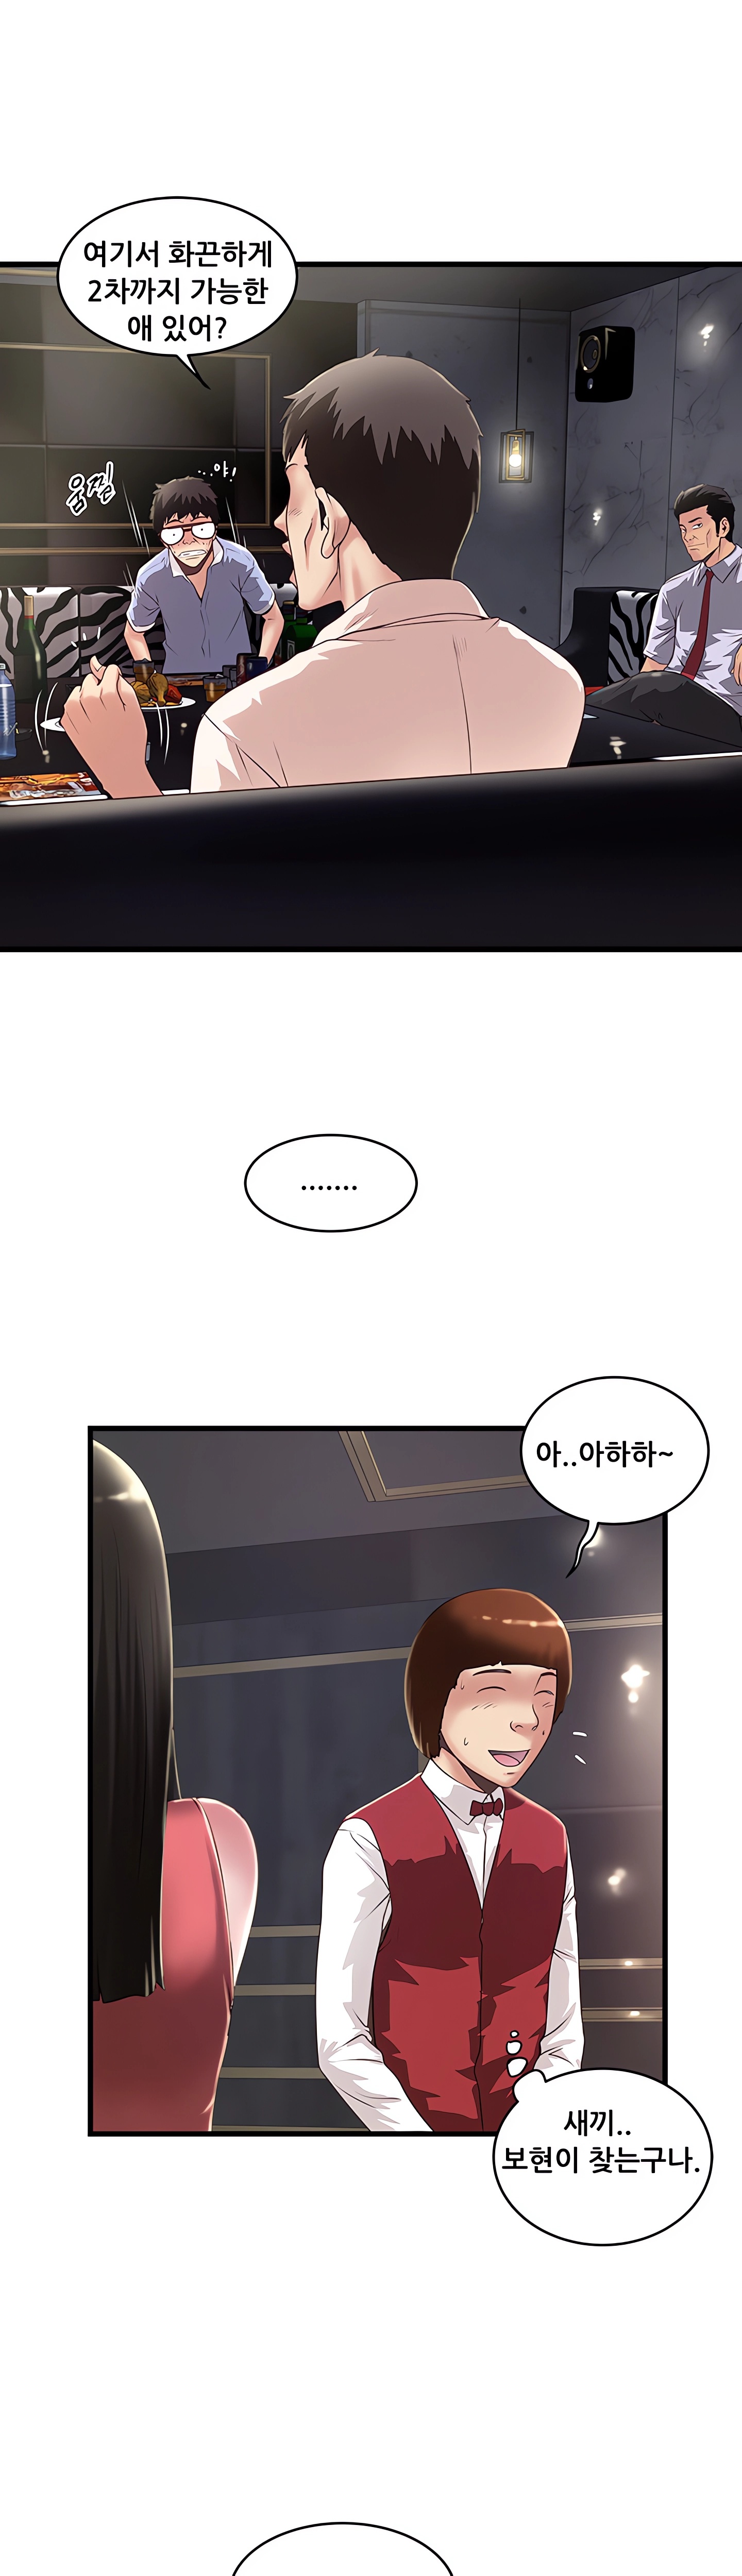 여기서 화끈하게
2차까지 가능한
애 있어?
움찔
...야!
.......
아..아하하~
새끼..
보현이 찾는구나.